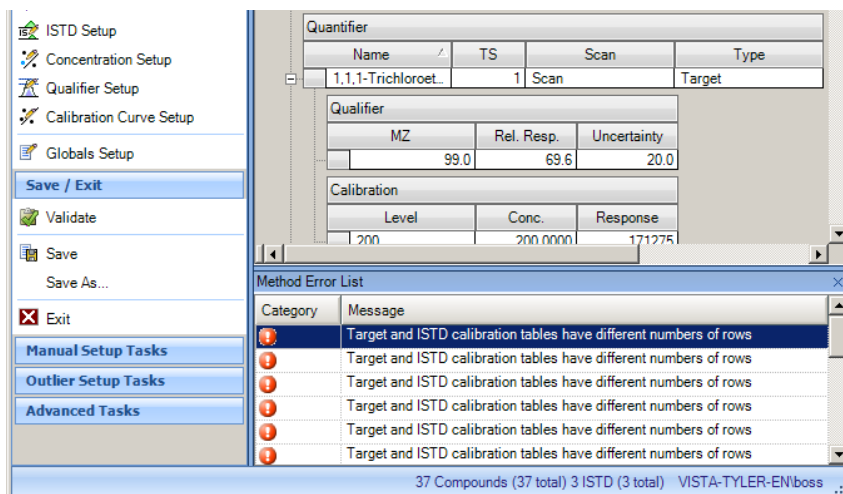 ISTD Setup
Concentration Setup
Qualifier Setup
Calibration Curve Setup
Globals Setup
Save / Exit
Validate
Save
Save As...
Exit
Manual Setup Tasks
Outlier Setup Tasks
Advanced Tasks
Quantifier
Name TS Scan Type
1,1,1-Trichloroet... 1 Scan Target
Qualifier
MZ Rel. Resp. Uncertainty
99.0 69.6 20.0
Calibration
Level Conc. Response
200 200.0000 171275
Method Error List
Category Message
Target and ISTD calibration tables have different numbers of rows
Target and ISTD calibration tables have different numbers of rows
Target and ISTD calibration tables have different numbers of rows
Target and ISTD calibration tables have different numbers of rows
Target and ISTD calibration tables have different numbers of rows
Target and ISTD calibration tables have different numbers of rows
37 Compounds (37 total) 3 ISTD (3 total) VISTA-TYLER-EN\boss